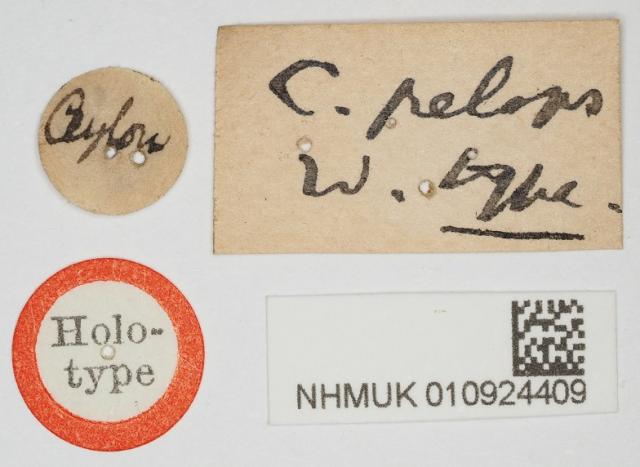 Ceylon
C. pelops
W. type.
Holo-
type
NHMUK 010924409